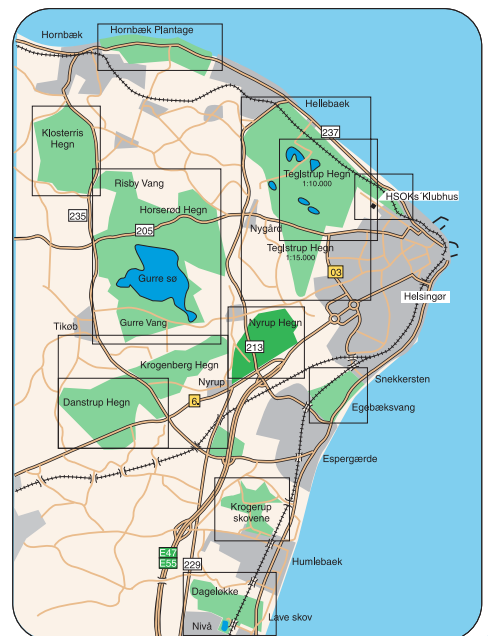 Hornbæk
Hornbæk Plantage
Hellebaek
237
Klosterris
Hegn
Teglstrup Hegn
1:10.000
Risby Vang
HSOKs´Klubhus
Horserød Hegn
235
205
Nygård
Teglstrup Hegn
1:15.000
03
Gurre sø
Helsingør
Tikøb
Gurre Vang
Nyrup Hegn
213
Krogenberg Hegn
Nyrup
Snekkersten
Danstrup Hegn
6.
Egebæksvang
Espergærde
Krogerup
skovene
E47
E55
229
Humlebaek
Dageløkke
Lave skov
Nivå